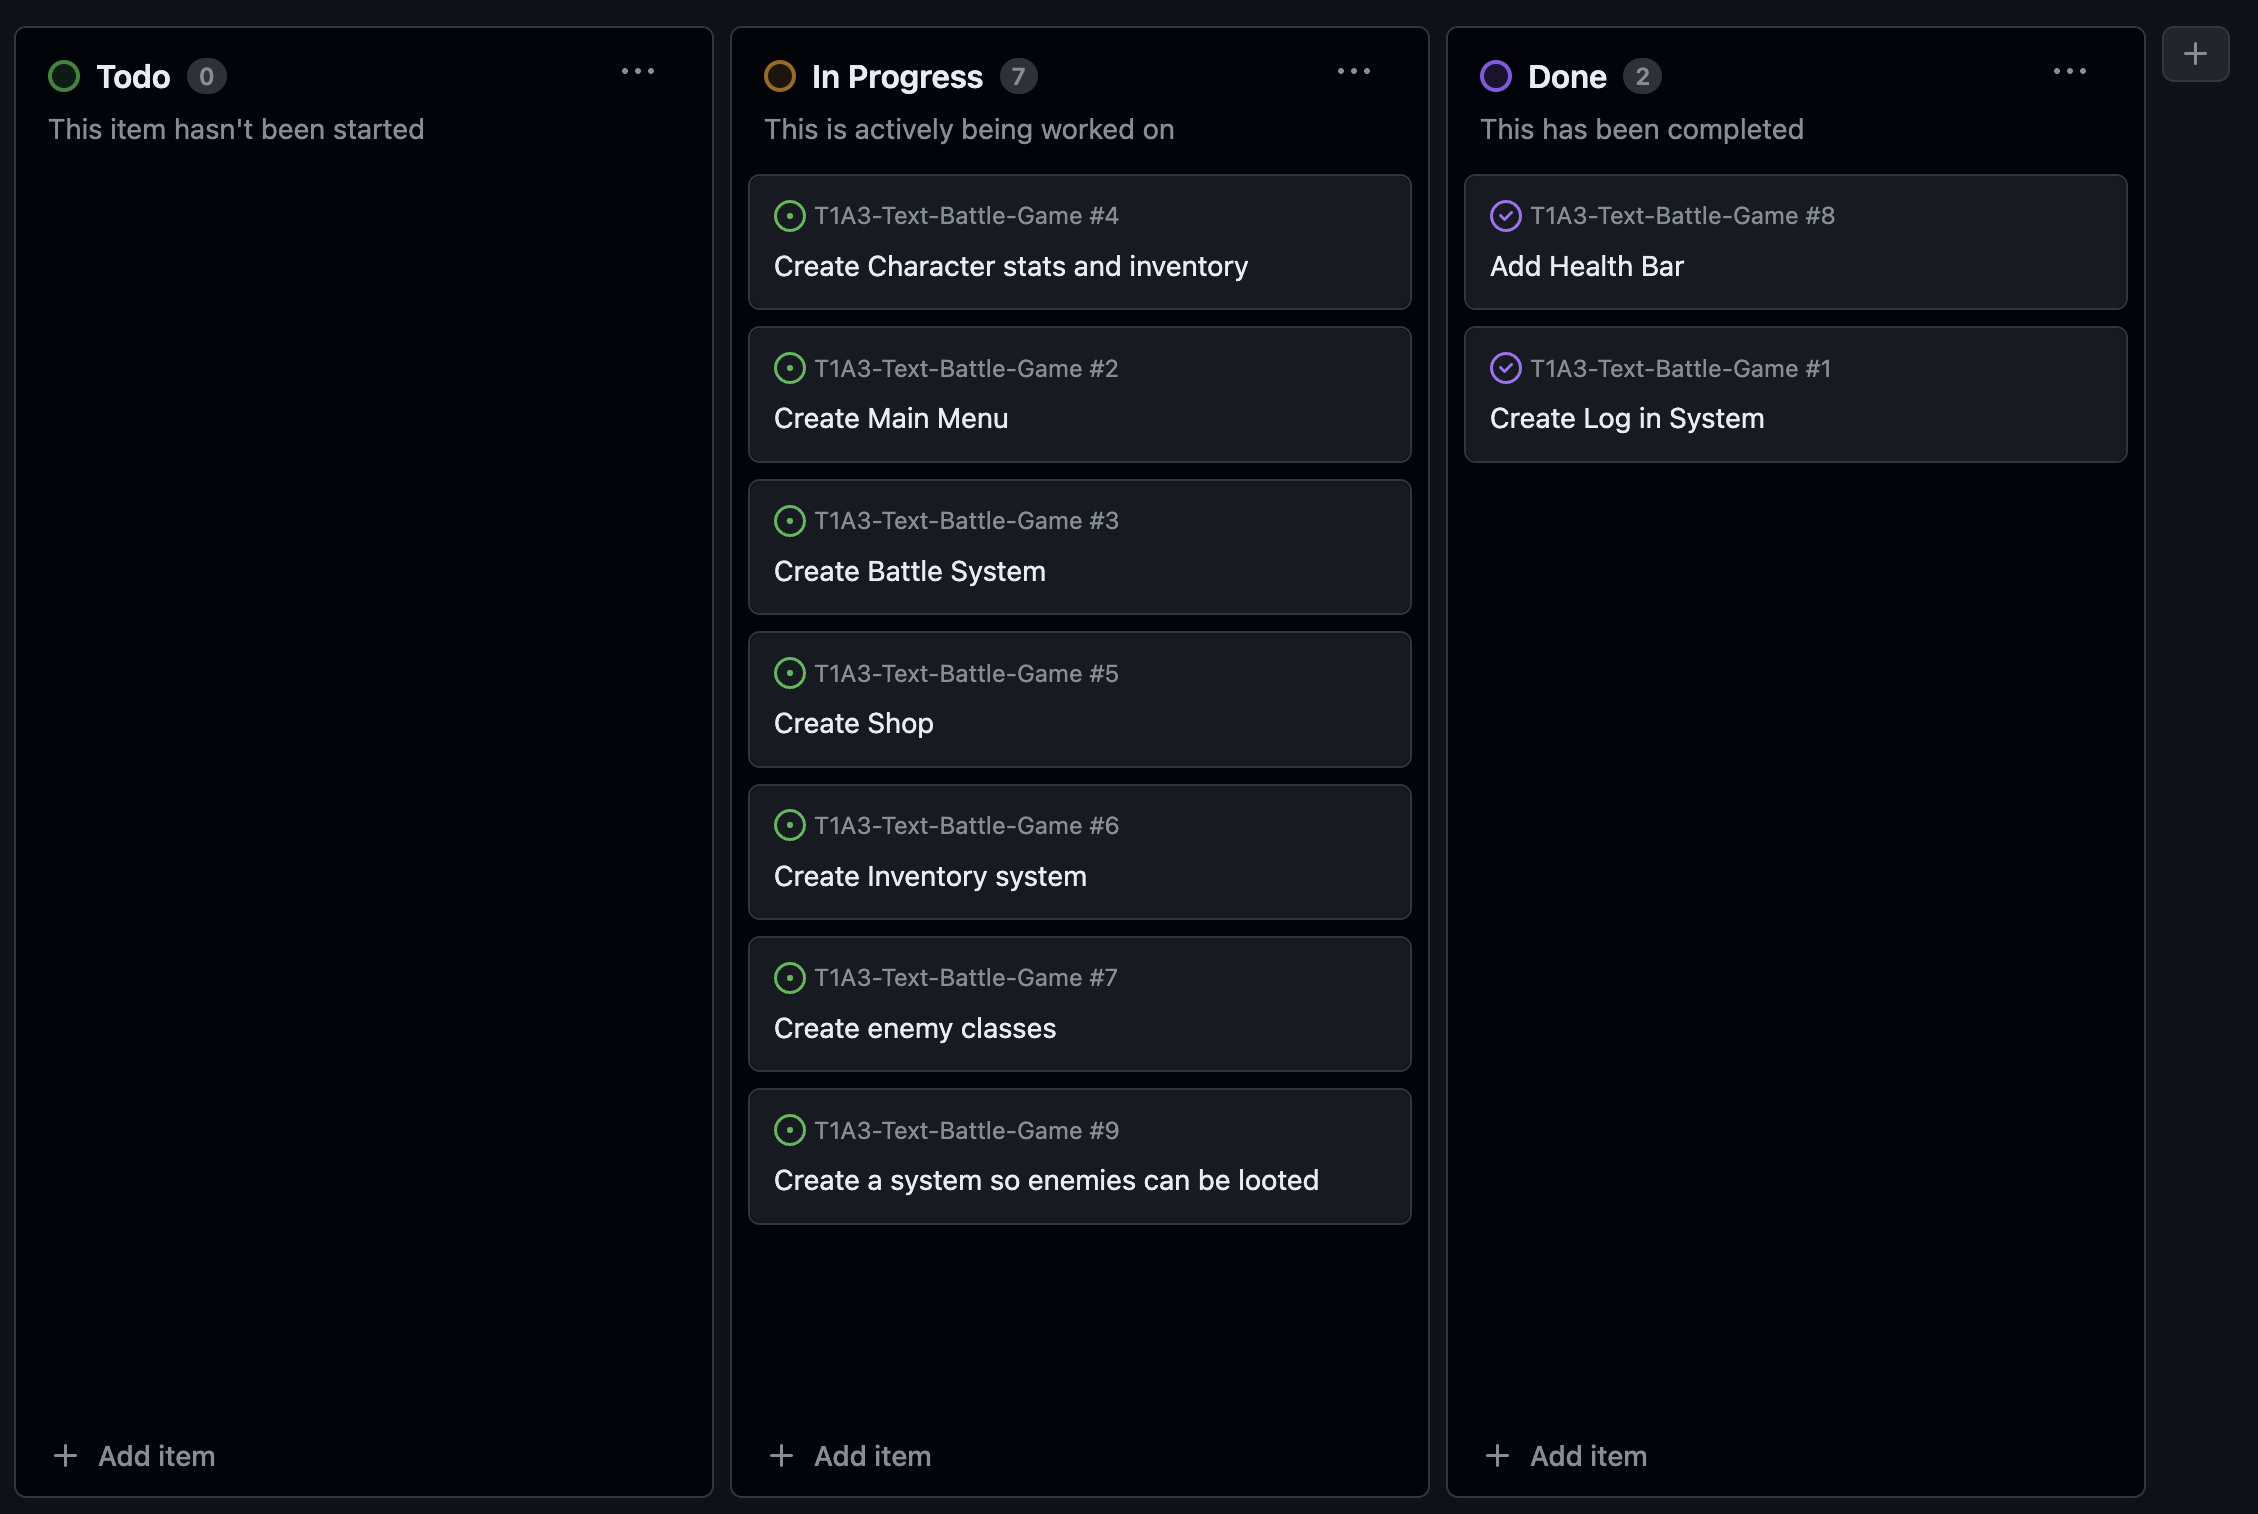 Todo 0
This item hasn't been started
+ Add item
In Progress 7
This is actively being worked on
T1A3-Text-Battle-Game #4
Create Character stats and inventory
T1A3-Text-Battle-Game #2
Create Main Menu
T1A3-Text-Battle-Game #3
Create Battle System
T1A3-Text-Battle-Game #5
Create Shop
T1A3-Text-Battle-Game #6
Create Inventory system
T1A3-Text-Battle-Game #7
Create enemy classes
T1A3-Text-Battle-Game #9
Create a system so enemies can be looted
+ Add item
Done 2
This has been completed
T1A3-Text-Battle-Game #8
Add Health Bar
T1A3-Text-Battle-Game #1
Create Log in System
+ Add item